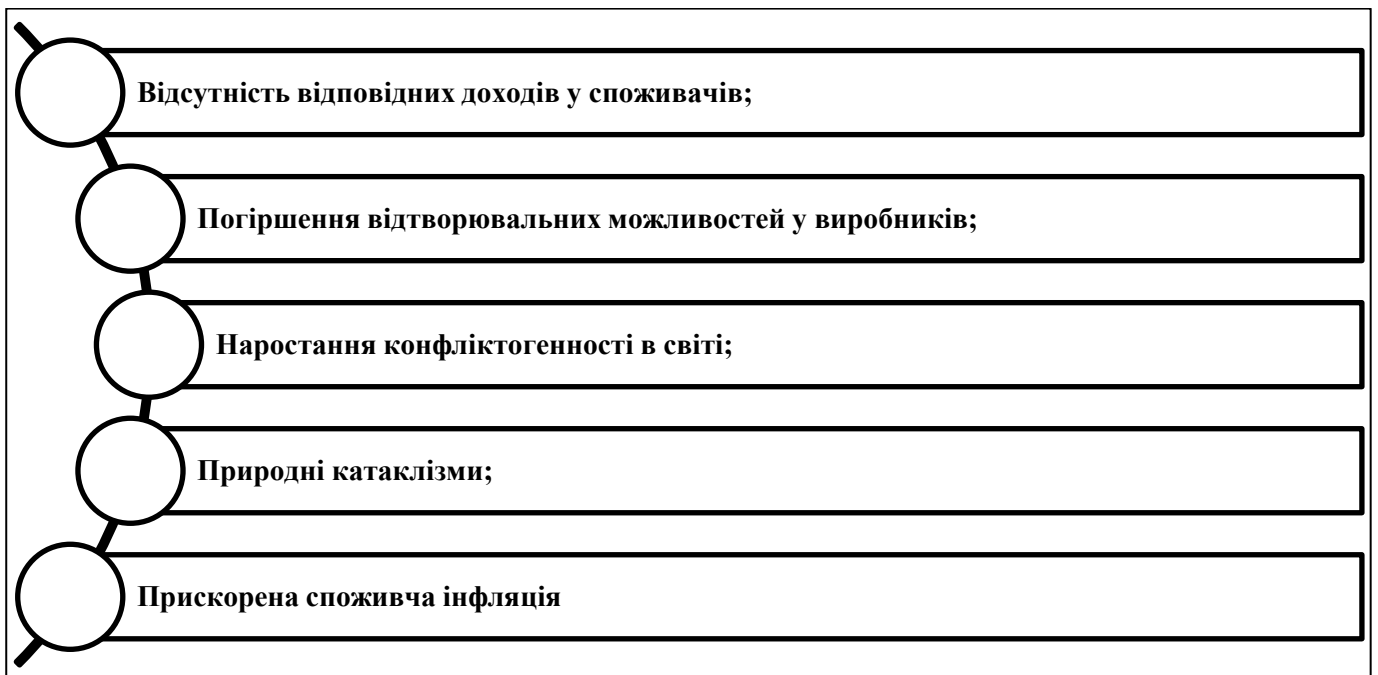 Відсутність відповідних доходів у споживачів;
Погіршення відтворювальних можливостей у виробників;
Наростання конфліктогенності в світі;
Природні катаклізми;
Прискорена споживча інфляція